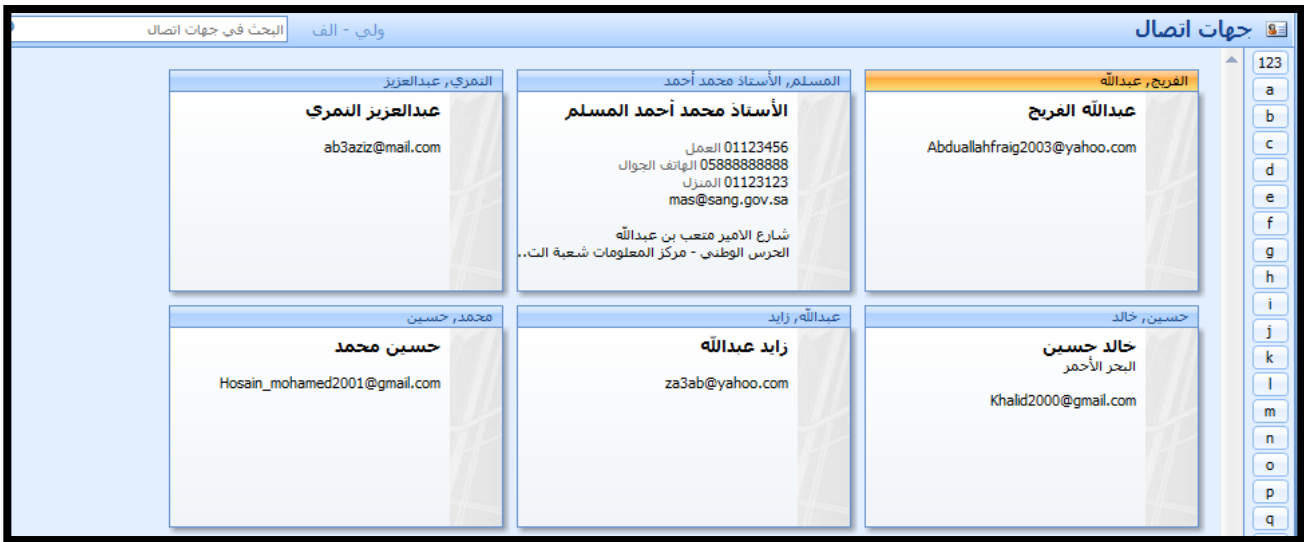 جهات اتصال
ولي - الف
البحث في جهات اتصال
الفريج, عبدالله
عبدالله الفريج
Abduallahfraig2003@yahoo.com
المسلم, الأستاذ محمد أحمد
الأستاذ محمد أحمد المسلم
01123456 العمل
05888888888 الهاتف الجوال
01123123 المنزل
mas@sang.gov.sa
شارع الامير متعب بن عبدالله
الحرس الوطني - مركز المعلومات شعبة الت..
النمري, عبدالعزيز
عبدالعزيز النمري
ab3aziz@mail.com
حسين, خالد
خالد حسين
البحر الأحمر
Khalid2000@gmail.com
عبدالله, زايد
زايد عبدالله
za3ab@yahoo.com
محمد, حسين
حسين محمد
Hosain_mohamed2001@gmail.com
123
a
b
c
d
e
f
g
h
i
j
k
l
m
n
o
p
q